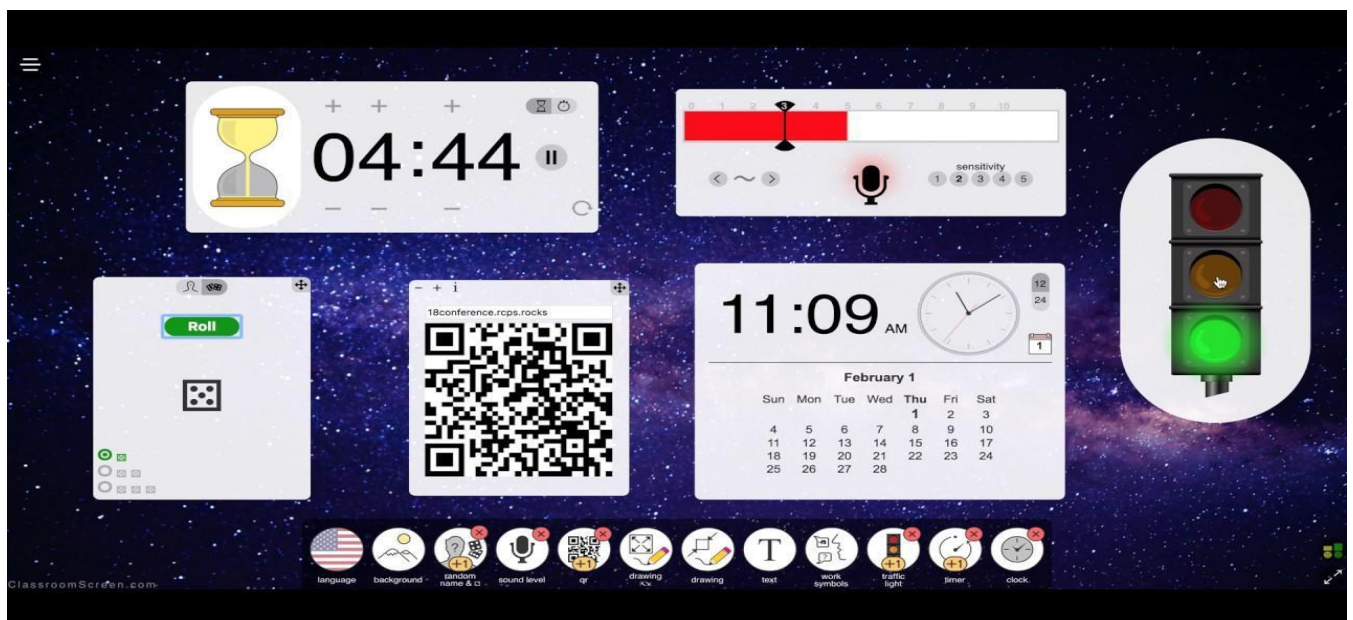 + + +
04:44
− − −
0 1 2 3 4 5 6 7 8 9 10
sensitivity
1 2 3 4 5
Roll
− + i
18conference.rcps.rocks
11:09 AM
12
24
1
February 1
Sun Mon Tue Wed Thu Fri Sat
1 2 3
4 5 6 7 8 9 10
11 12 13 14 15 16 17
18 19 20 21 22 23 24
25 26 27 28
+1 +1 +1 +1
language background random name & sound level qr drawing drawing text work symbols traffic light timer clock
ClassroomScreen.com